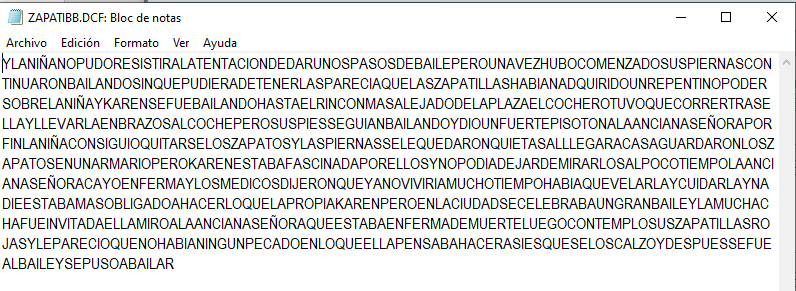 ZAPATIBB.DCF: Bloc de notas
Archivo Edición Formato Ver Ayuda
YLANIÑANOPUDORESISTIRALATENTACIONDEDARUNOSPASOSDEBAILEPEROUNAVEZHUBOCOMENZADOSUSPIERNASCON
TINUARONBAILANDOSINQUEPUDIERADETENERLASPARECIAQUELASZAPATILLASHABIANADQUIRIDOUNREPENTINOPODER
SOBRELANIÑAYKARENSEFUEBAILANDOHASTAELRINCONMASALEJADODELAPLAZAELCOCHEROTUVOQUECORRERTRASE
LLAYLLEVARLAENBRAZOSALCOCHEPEROSUSPIESSEGUIANBAILANDOYDIOUNFUERTEPISOTONALAANCIANASEÑORAPOR
FINLANIÑACONSIGUIOQUITARSELOSZAPATOSYLASPIERNASSELEQUEDARONQUIETASALLLEGARACASAGUARDARONLOSZ
APATOSENUNARMARIOPEROKARENESTABAFASCINADAPORELLOSYNOPODIADEJARDEMIRARLOSALPOCOTIEMPOLAANCI
ANASEÑORACAYOENFERMAYLOSMEDICOSDIJERONQUEYANOVIVIRIAMUCHOTIEMPOHABIAQUEVELARLAYCUIDARLAYNA
DIEESTABAMASOBLIGADOAHACERLOQUELAPROPIAKARENPEROENLACIUDADSECELEBRABAUNGRANBAILEYLAMUCHAC
HAFUEINVITADAELLAMIROALAANCIANASEÑORAQUEESTABAENFERMADEMUERTELUEGOCONTEMPLOSUSZAPATILLASRO
JASYLEPARECIOQUENOHABIANINGUNPECADOENLOQUEELLAPENSABAHACERASIESQUESELOSCALZOYDESPUESSEFUE
ALBAILEYSEPUSOABAILAR